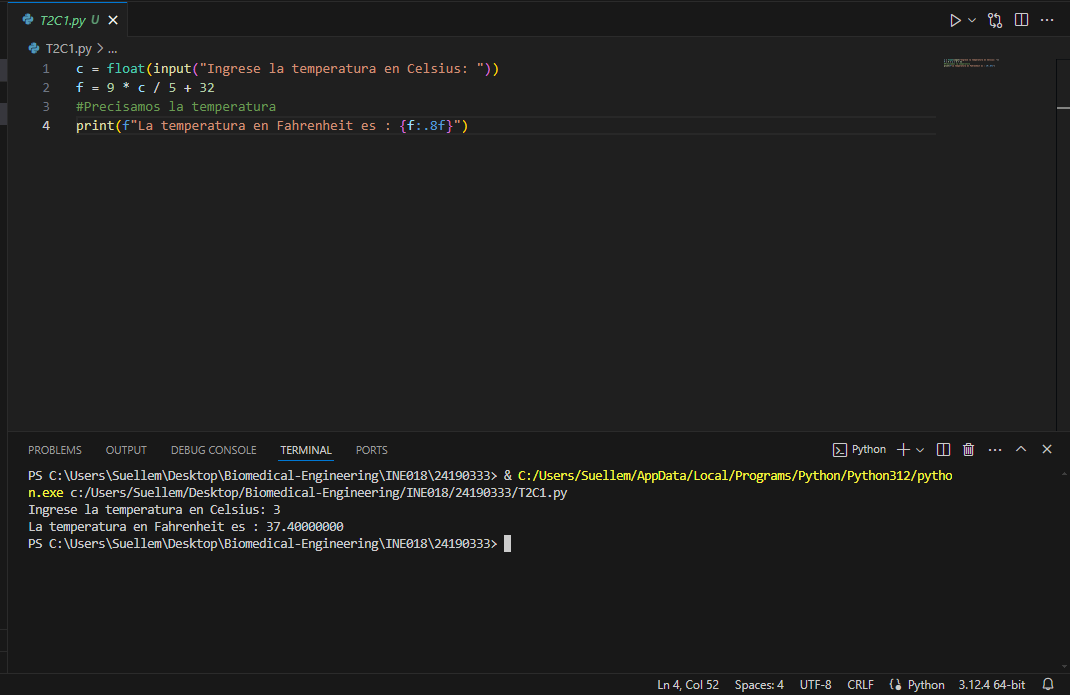 T2C1.py U
T2C1.py > ...
1 c = float(input("Ingrese la temperatura en Celsius: "))
2 f = 9 * c / 5 + 32
3 #Precisamos la temperatura
4 print(f"La temperatura en Fahrenheit es : {f:.8f}")
PROBLEMS OUTPUT DEBUG CONSOLE TERMINAL PORTS Python
PS C:\Users\Suellem\Desktop\Biomedical-Engineering\INE018\24190333> & C:/Users/Suellem/AppData/Local/Programs/Python/Python312/pytho
n.exe c:/Users/Suellem/Desktop/Biomedical-Engineering/INE018/24190333/T2C1.py
Ingrese la temperatura en Celsius: 3
La temperatura en Fahrenheit es : 37.40000000
PS C:\Users\Suellem\Desktop\Biomedical-Engineering\INE018\24190333>
Ln 4, Col 52 Spaces: 4 UTF-8 CRLF Python 3.12.4 64-bit